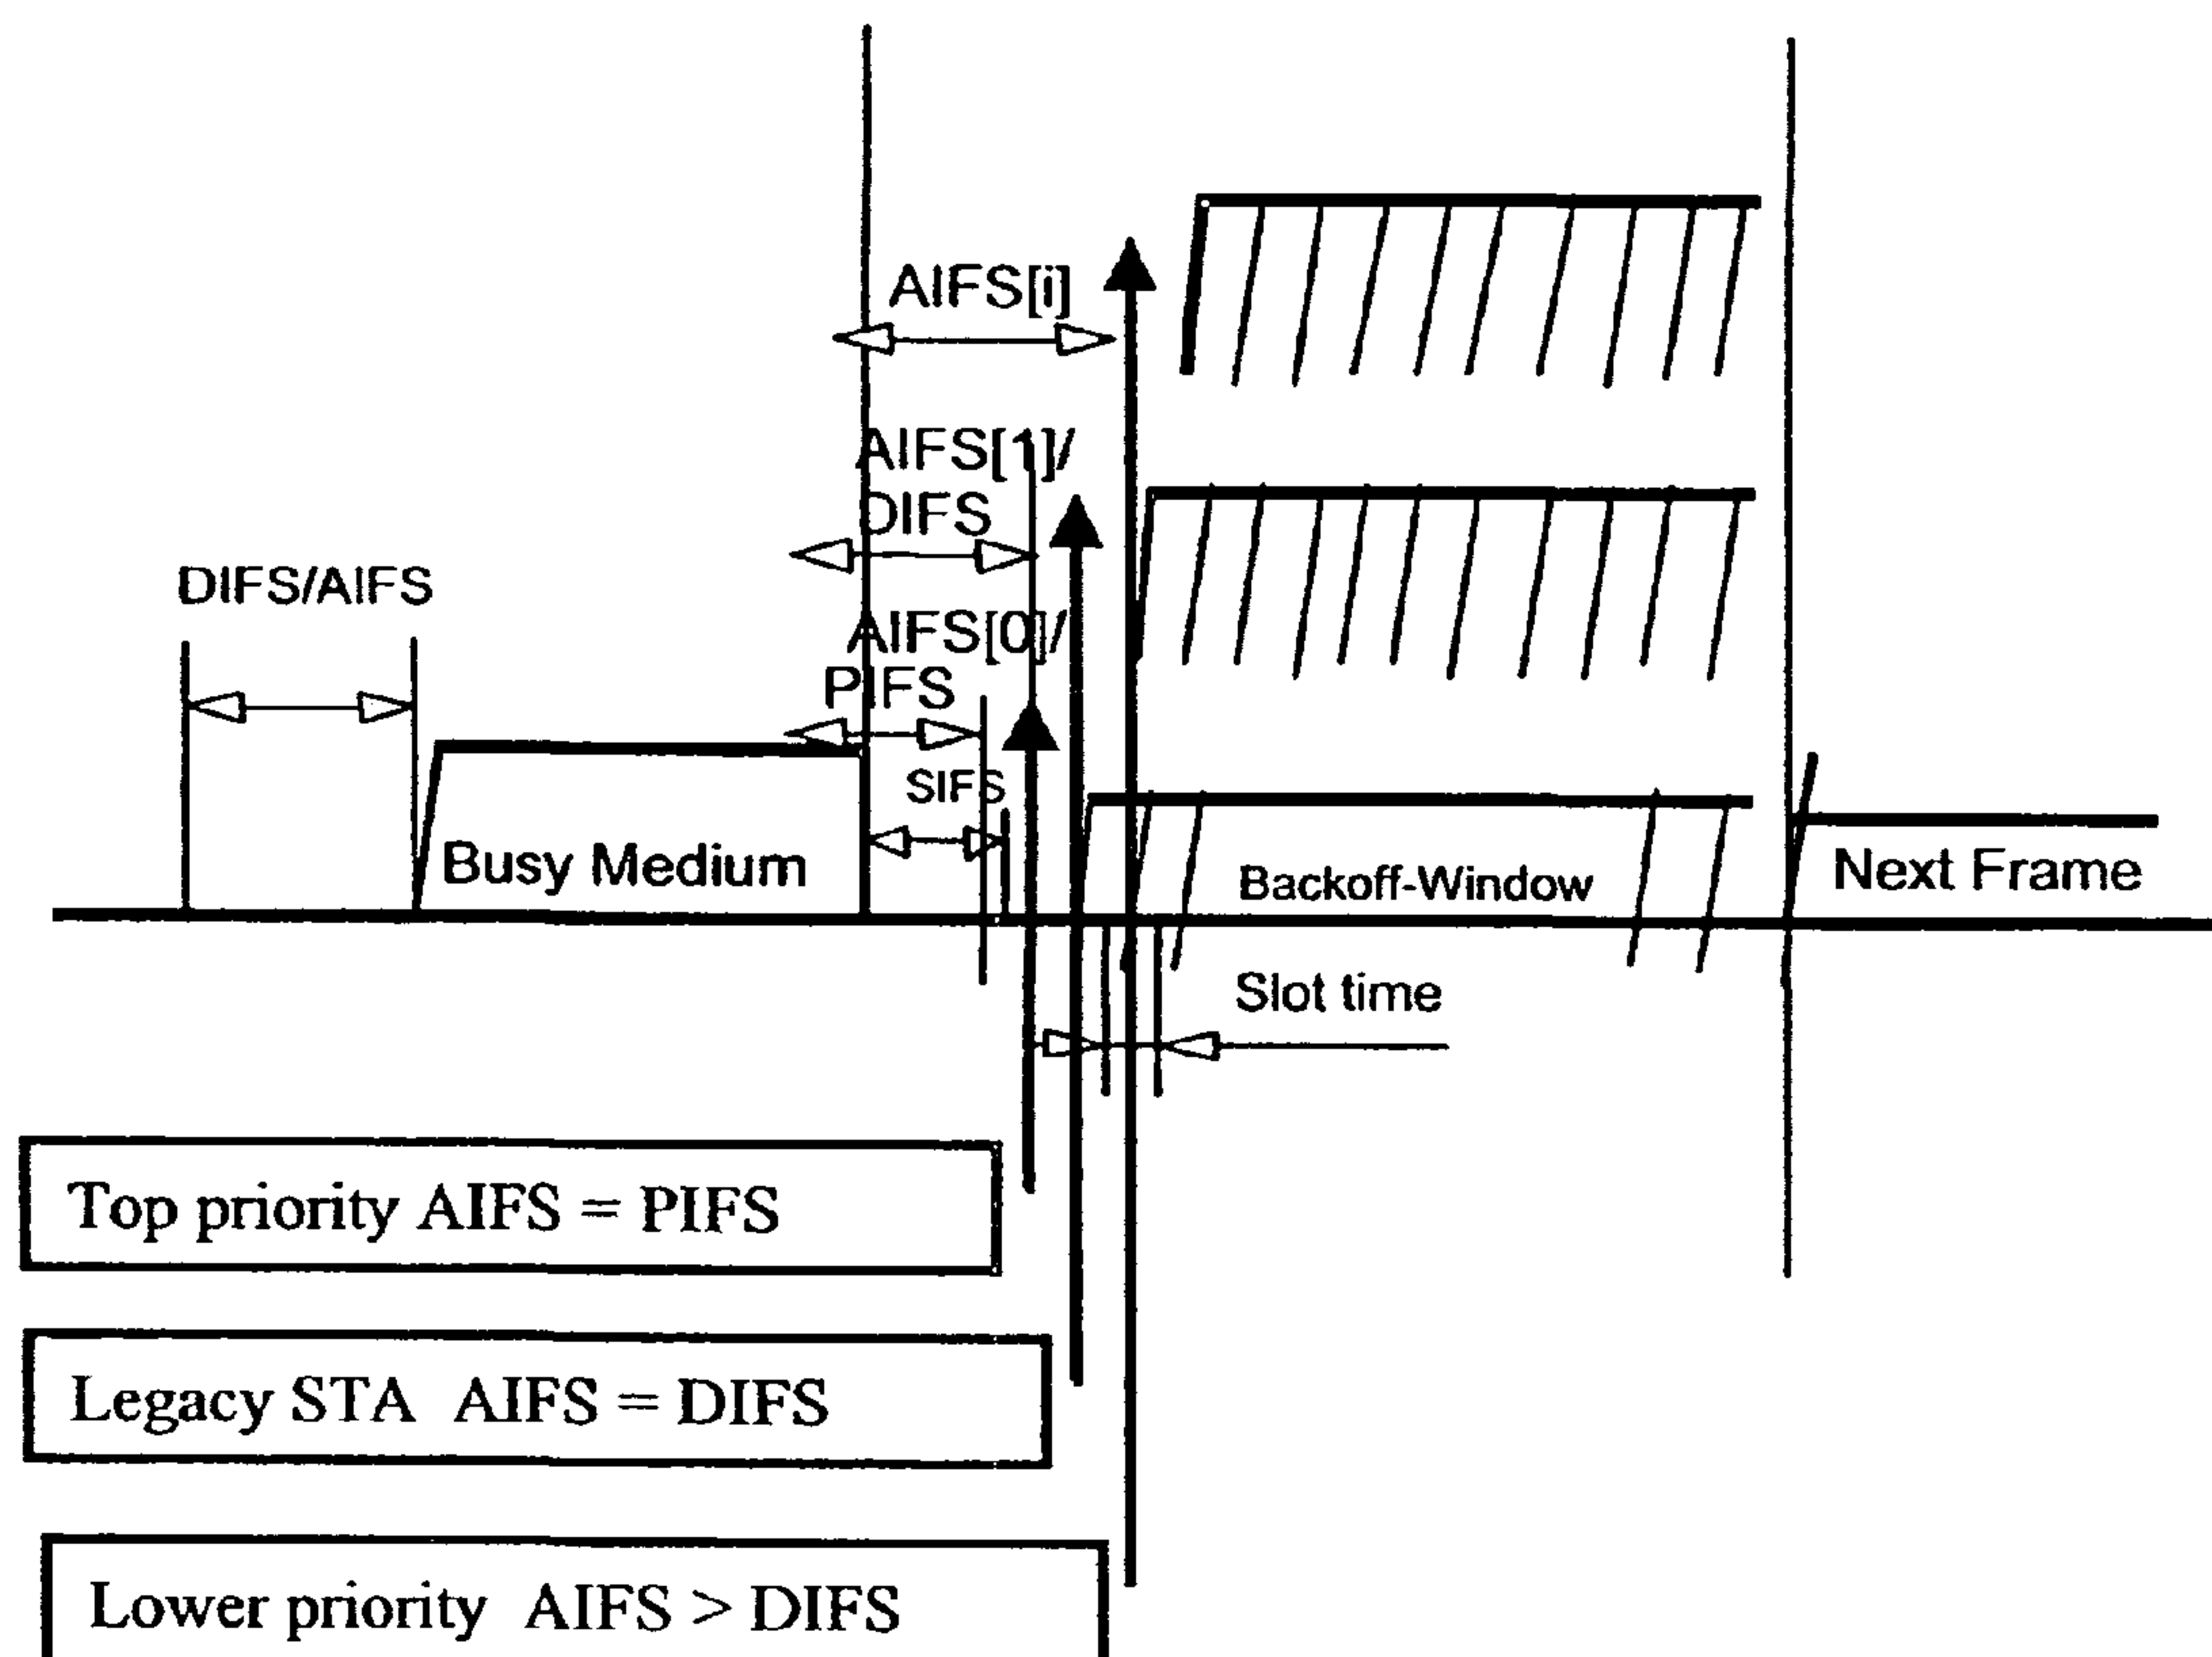 AIFS[i]
AIFS[1]/
DIFS
DIFS/AIFS
AIFS[0]/
PIFS
SIFS
Busy Medium
Backoff-Window
Next Frame
Slot time
Top priority AIFS = PIFS
Legacy STA AIFS = DIFS
Lower priority AIFS > DIFS